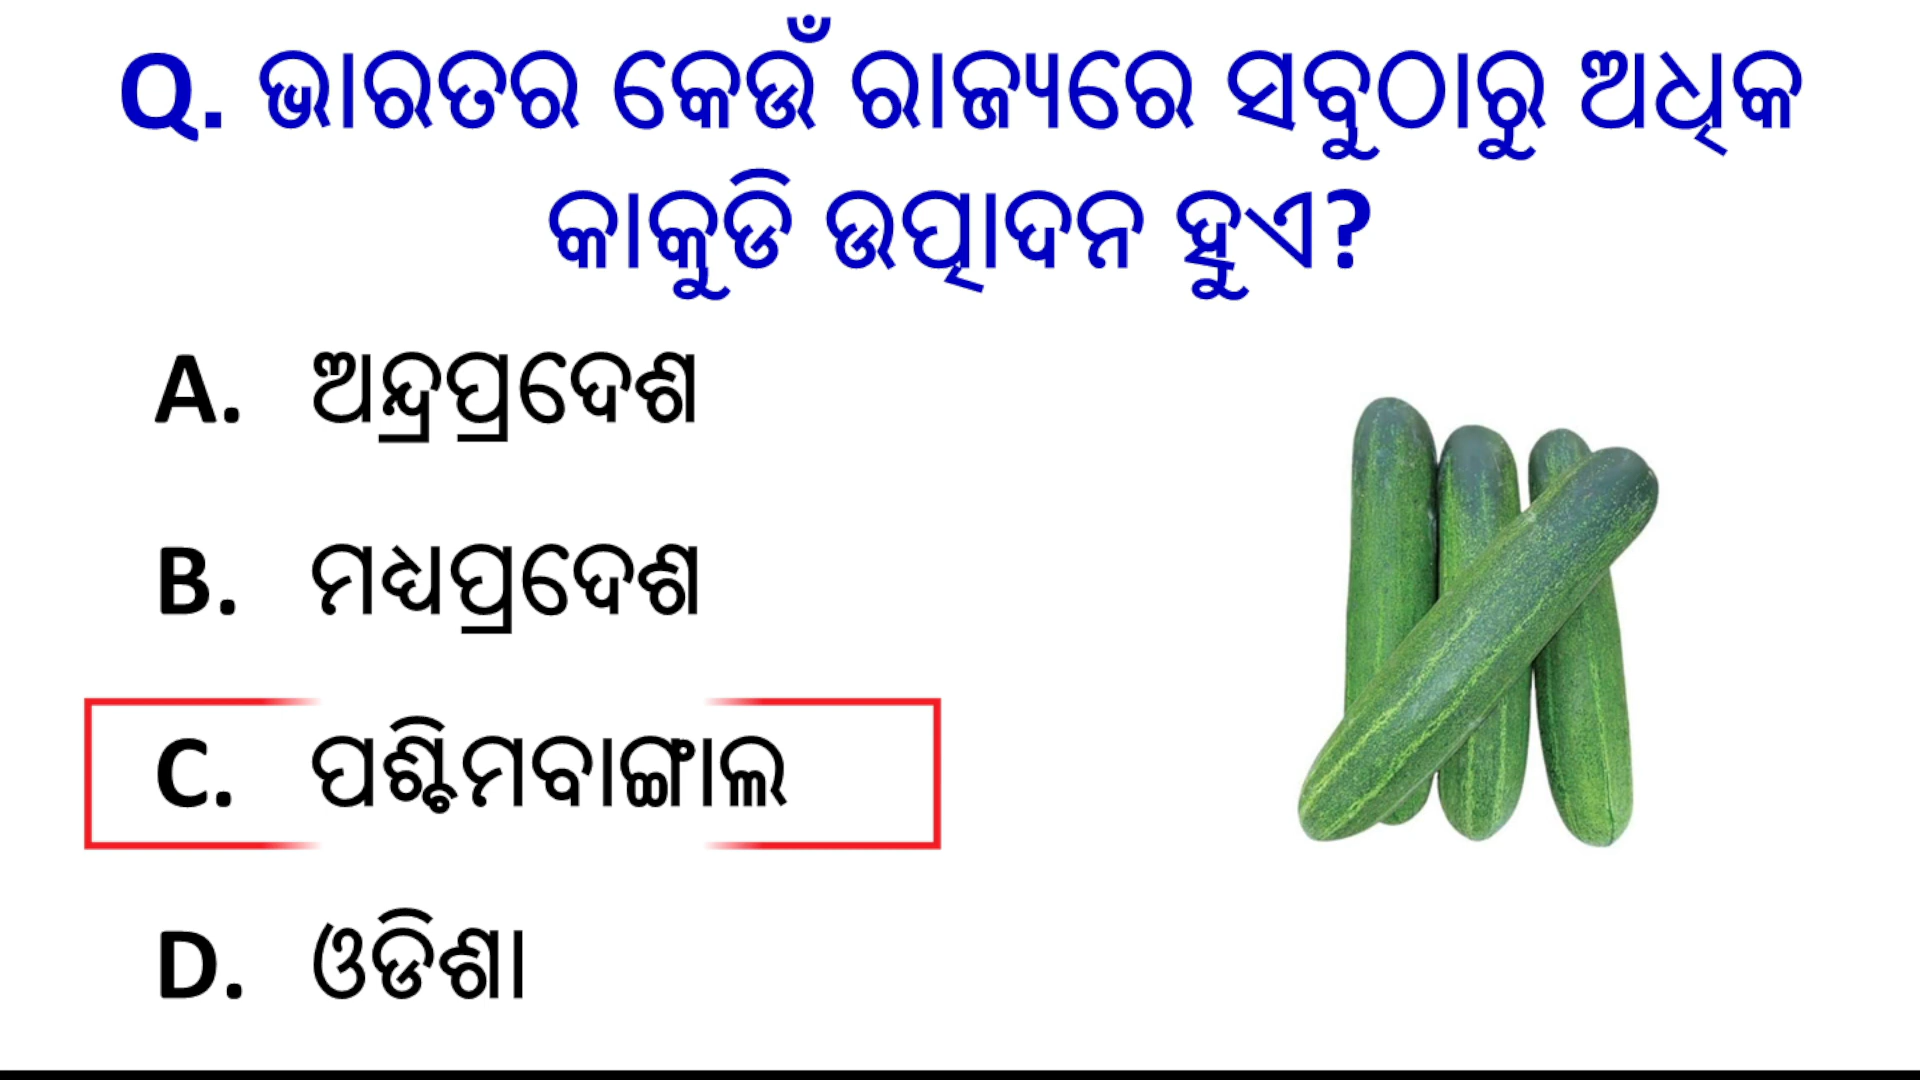 Q. ଭାରତର କେଉଁ ରାଜ୍ୟରେ ସବୁଠାରୁ ଅଧିକ
କାକୁଡି ଉତ୍ପାଦନ ହୁଏ?
A. ଅନ୍ଦ୍ରପ୍ରଦେଶ
B. ମଧ୍ୟପ୍ରଦେଶ
C. ପଶ୍ଚିମବାଙ୍ଗାଲ
D. ଓଡିଶା